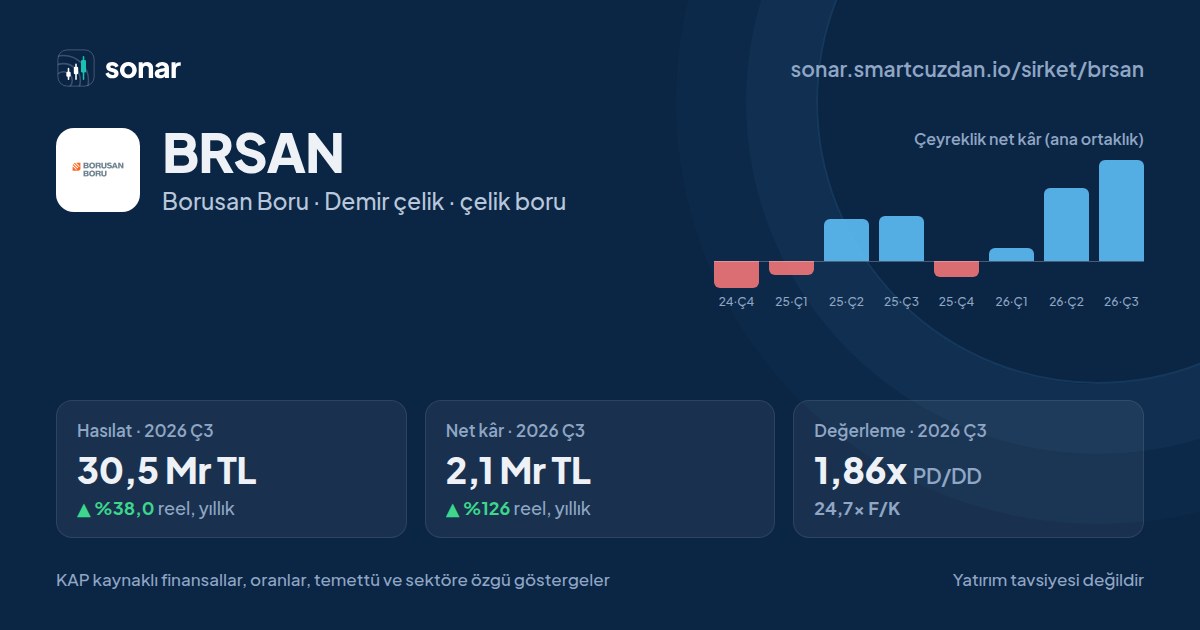 sonar
sonar.smartcuzdan.io/sirket/brsan
BORUSAN
BORU
BRSAN
Borusan Boru · Demir çelik · çelik boru
Çeyreklik net kâr (ana ortaklık)
24·Ç4 25·Ç1 25·Ç2 25·Ç3 25·Ç4 26·Ç1 26·Ç2 26·Ç3
Hasılat · 2026 Ç3
30,5 Mr TL
▲ %38,0 reel, yıllık
Net kâr · 2026 Ç3
2,1 Mr TL
▲ %126 reel, yıllık
Değerleme · 2026 Ç3
1,86x PD/DD
24,7× F/K
KAP kaynaklı finansallar, oranlar, temettü ve sektöre özgü göstergeler
Yatırım tavsiyesi değildir